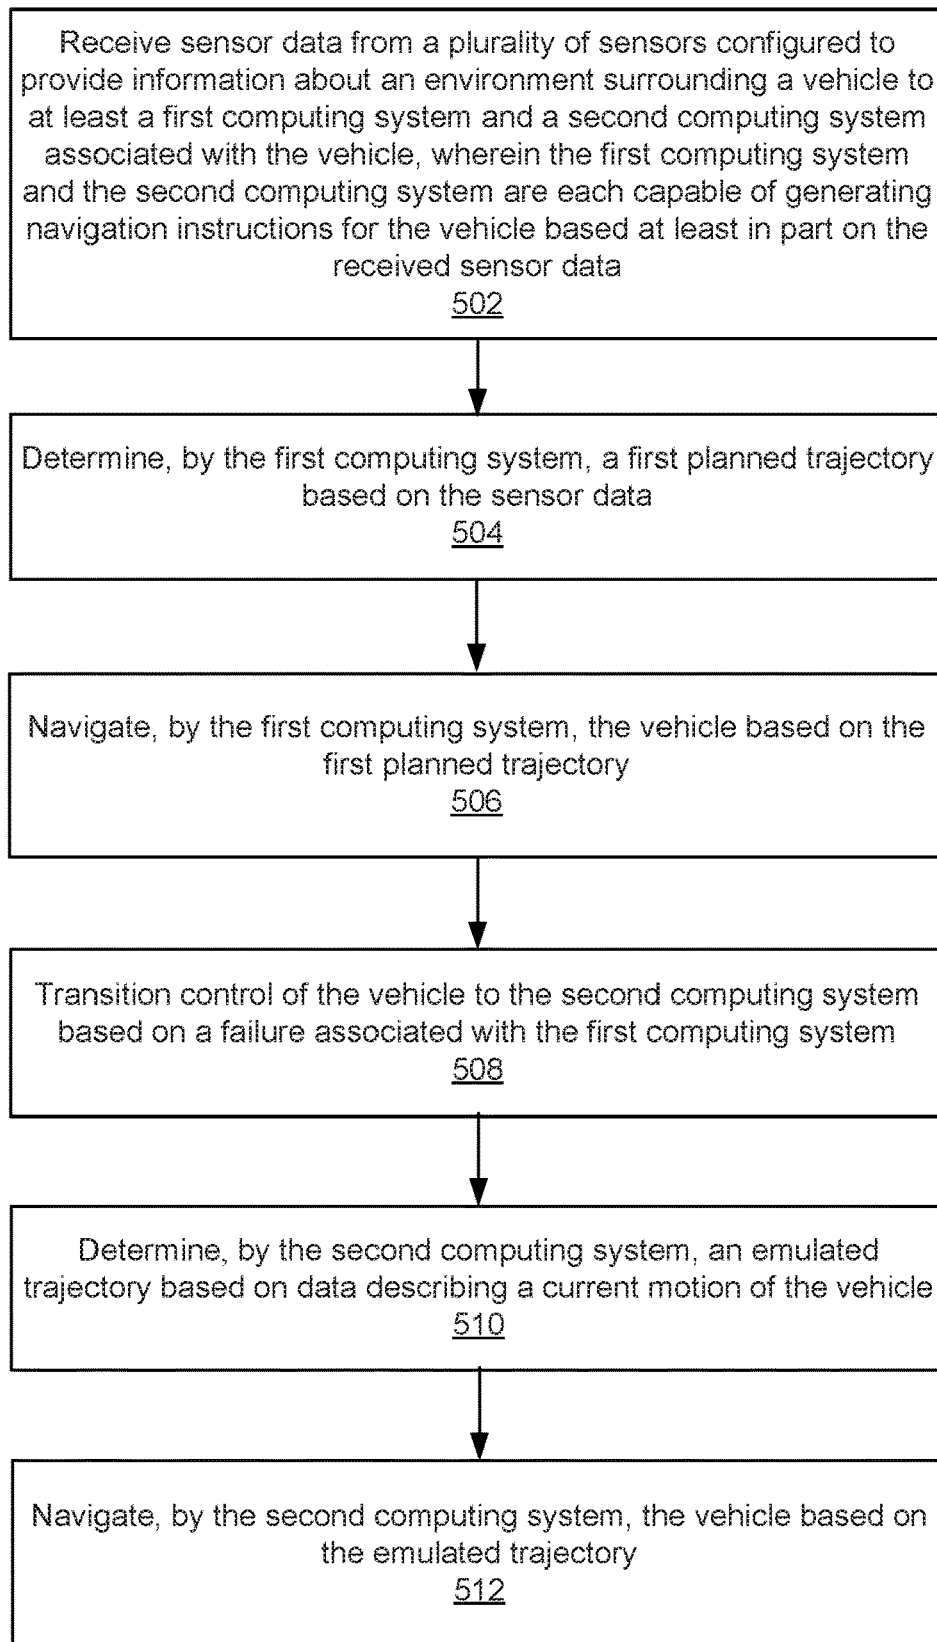 Receive sensor data from a plurality of sensors configured to
provide information about an environment surrounding a vehicle to
at least a first computing system and a second computing system
associated with the vehicle, wherein the first computing system
and the second computing system are each capable of generating
navigation instructions for the vehicle based at least in part on the
received sensor data
502
Determine, by the first computing system, a first planned trajectory
based on the sensor data
504
Navigate, by the first computing system, the vehicle based on the
first planned trajectory
506
Transition control of the vehicle to the second computing system
based on a failure associated with the first computing system
508
Determine, by the second computing system, an emulated
trajectory based on data describing a current motion of the vehicle
510
Navigate, by the second computing system, the vehicle based on
the emulated trajectory
512